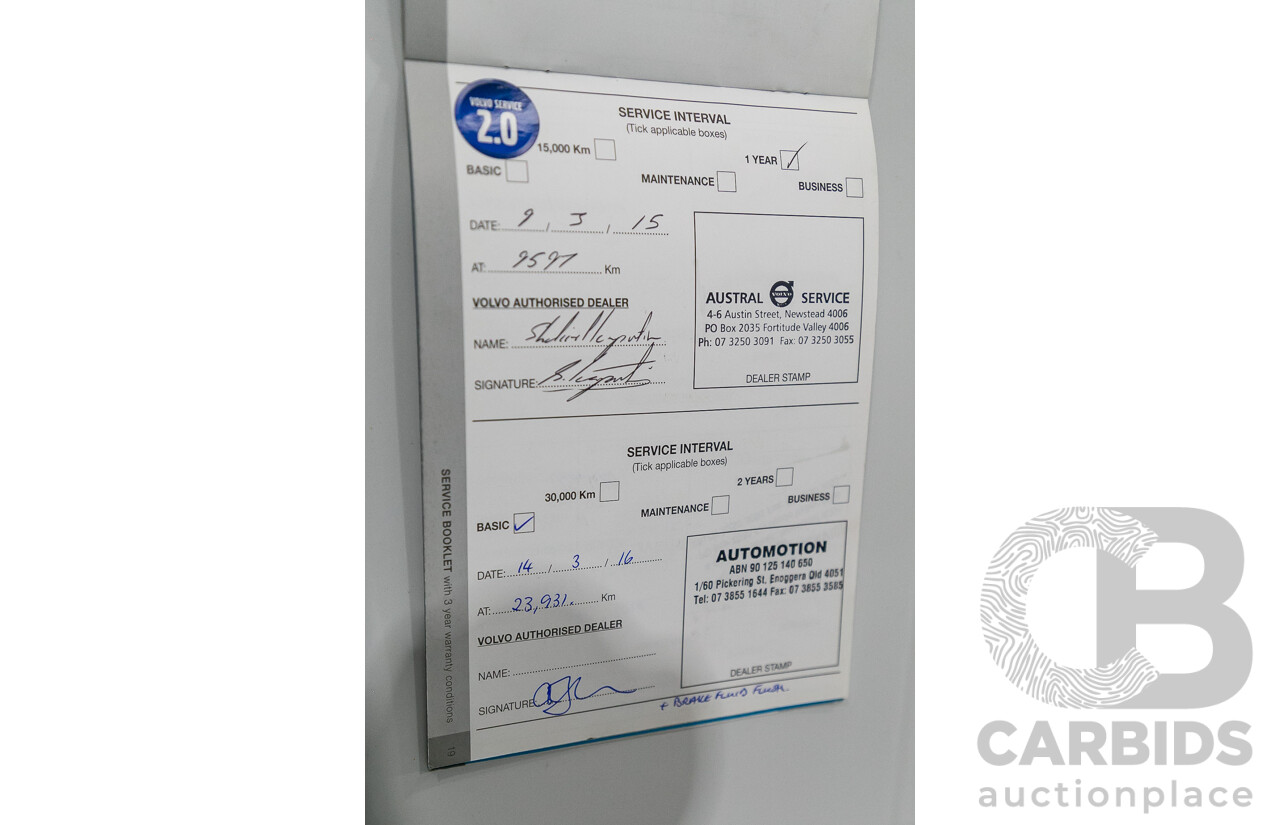 VOLVO SERVICE
2.0
SERVICE INTERVAL
(Tick applicable boxes)
15,000 Km
1 YEAR
BASIC
MAINTENANCE
BUSINESS
DATE: 9 / 3 / 15
AT: 9597 Km
VOLVO AUTHORISED DEALER
NAME:
SIGNATURE:
AUSTRAL VOLVO SERVICE
4-6 Austin Street, Newstead 4006
PO Box 2035 Fortitude Valley 4006
Ph: 07 3250 3091 Fax: 07 3250 3055
DEALER STAMP
SERVICE INTERVAL
(Tick applicable boxes)
30,000 Km
2 YEARS
BASIC
MAINTENANCE
BUSINESS
DATE: 14 / 3 / 16
AT: 23,931 Km
VOLVO AUTHORISED DEALER
NAME:
SIGNATURE:
AUTOMOTION
ABN 90 125 140 650
1/60 Pickering St, Enoggera Qld 4051
Tel: 07 3855 1644 Fax: 07 3855 3585
DEALER STAMP
+ BRAKE FLUID FLUSH
SERVICE BOOKLET with 3 year warranty conditions
19
CARBIDS
auctionplace